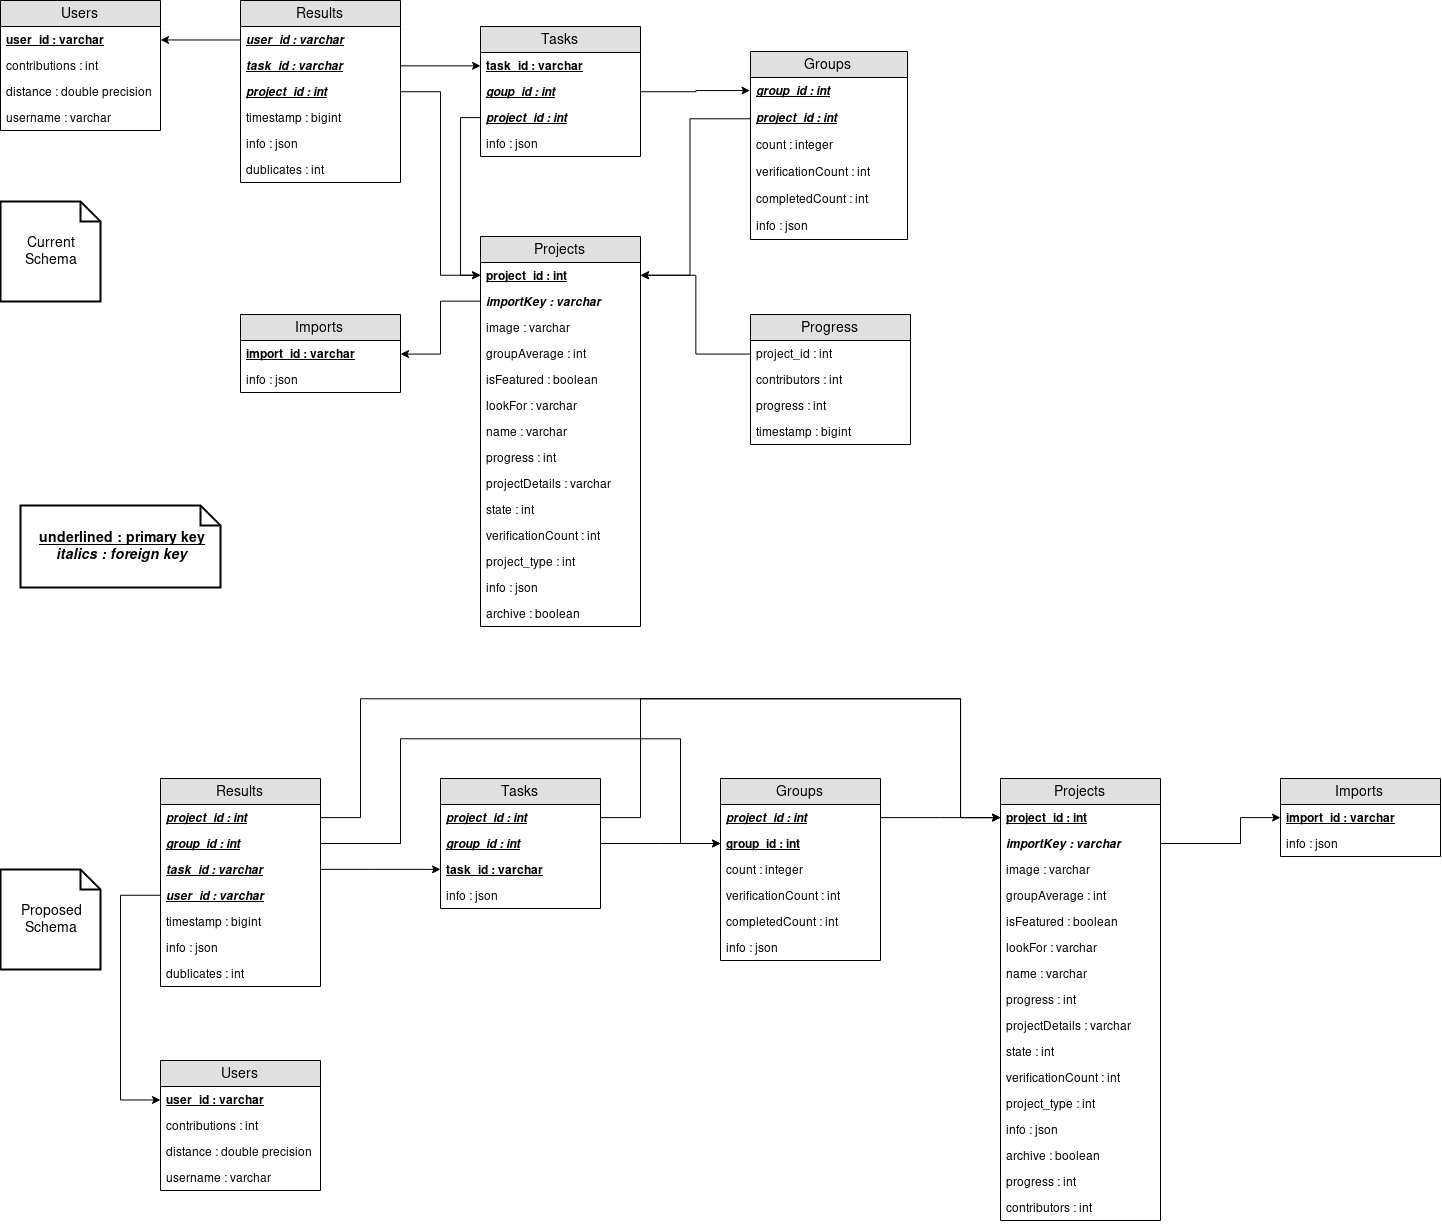 Users
user_id : varchar
contributions : int
distance : double precision
username : varchar
Results
user_id : varchar
task_id : varchar
project_id : int
timestamp : bigint
info : json
dublicates : int
Tasks
task_id : varchar
goup_id : int
project_id : int
info : json
Groups
group_id : int
project_id : int
count : integer
verificationCount : int
completedCount : int
info : json
Current
Schema
Projects
project_id : int
importKey : varchar
image : varchar
groupAverage : int
isFeatured : boolean
lookFor : varchar
name : varchar
progress : int
projectDetails : varchar
state : int
verificationCount : int
project_type : int
info : json
archive : boolean
Imports
import_id : varchar
info : json
Progress
project_id : int
contributors : int
progress : int
timestamp : bigint
underlined : primary key
italics : foreign key
Results
project_id : int
group_id : int
task_id : varchar
user_id : varchar
timestamp : bigint
info : json
dublicates : int
Tasks
project_id : int
group_id : int
task_id : varchar
info : json
Groups
project_id : int
group_id : int
count : integer
verificationCount : int
completedCount : int
info : json
Projects
project_id : int
importKey : varchar
image : varchar
groupAverage : int
isFeatured : boolean
lookFor : varchar
name : varchar
progress : int
projectDetails : varchar
state : int
verificationCount : int
project_type : int
info : json
archive : boolean
progress : int
contributors : int
Imports
import_id : varchar
info : json
Proposed
Schema
Users
user_id : varchar
contributions : int
distance : double precision
username : varchar